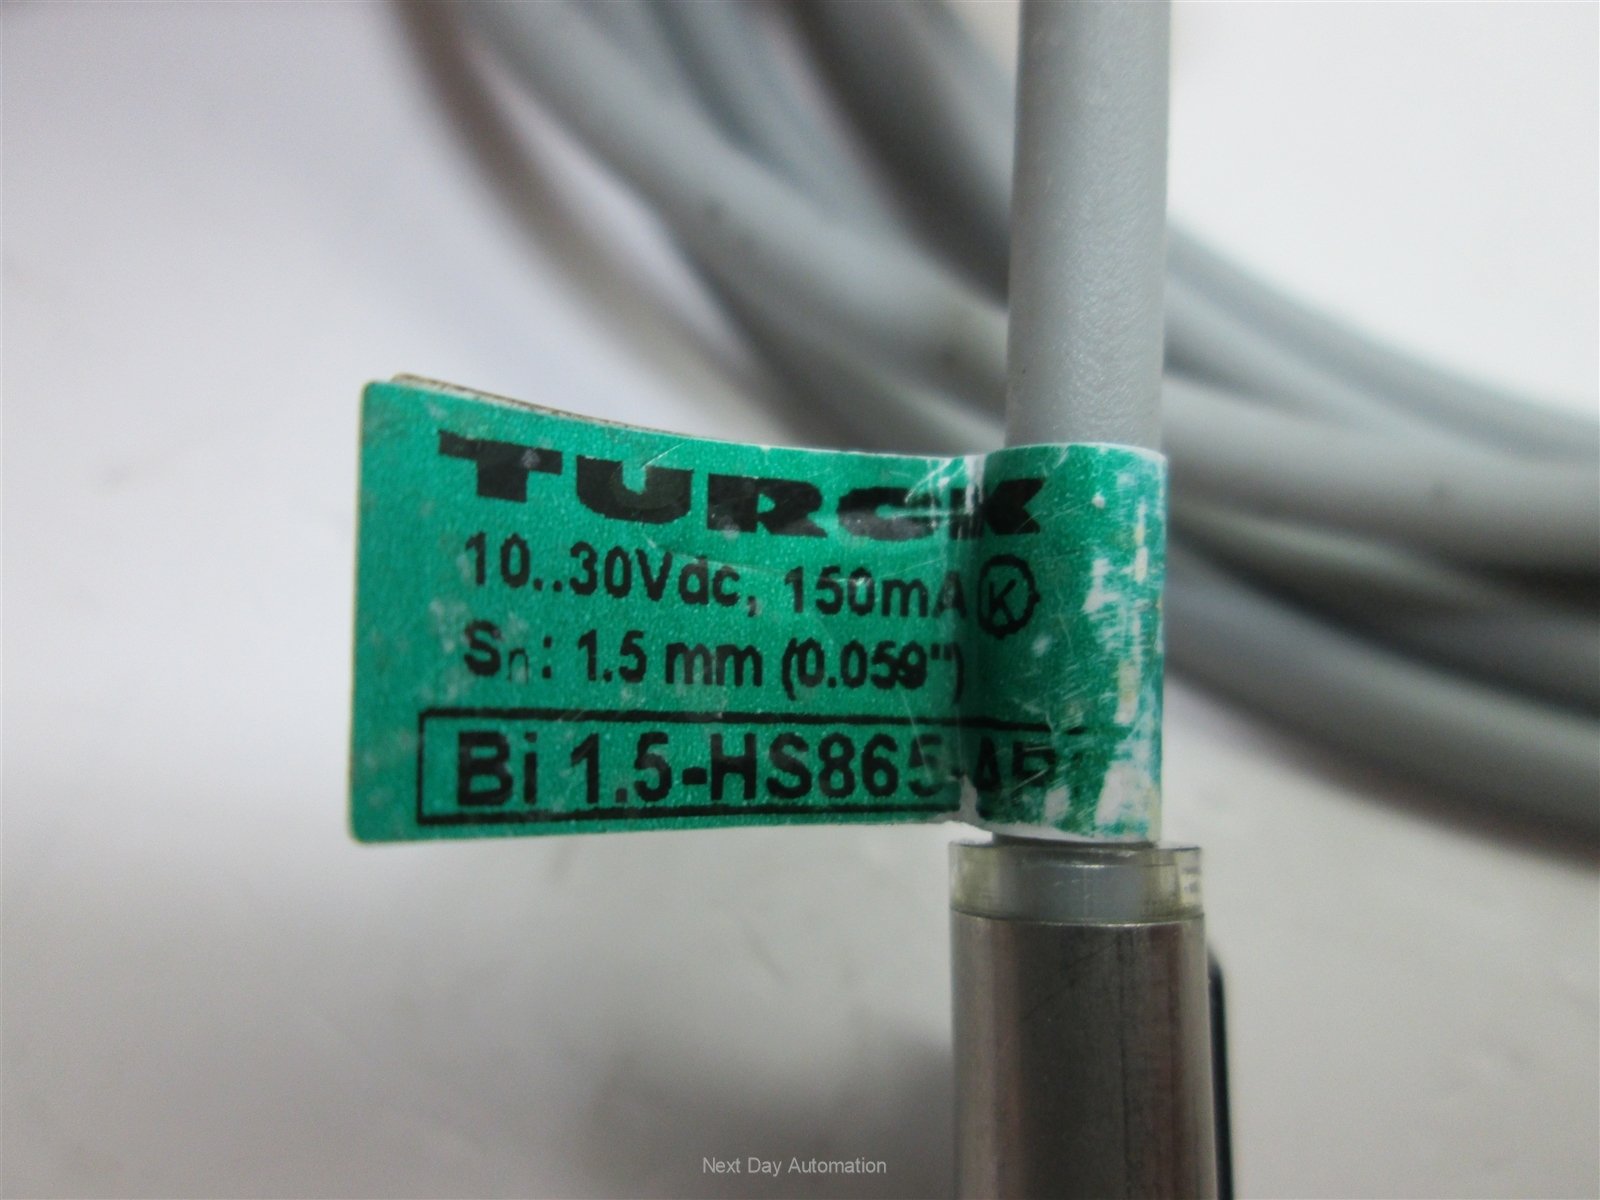 TURCK
10..30Vdc, 150mA K
Sn: 1.5 mm (0.059")
Bi 1.5-HS865-
Next Day Automation